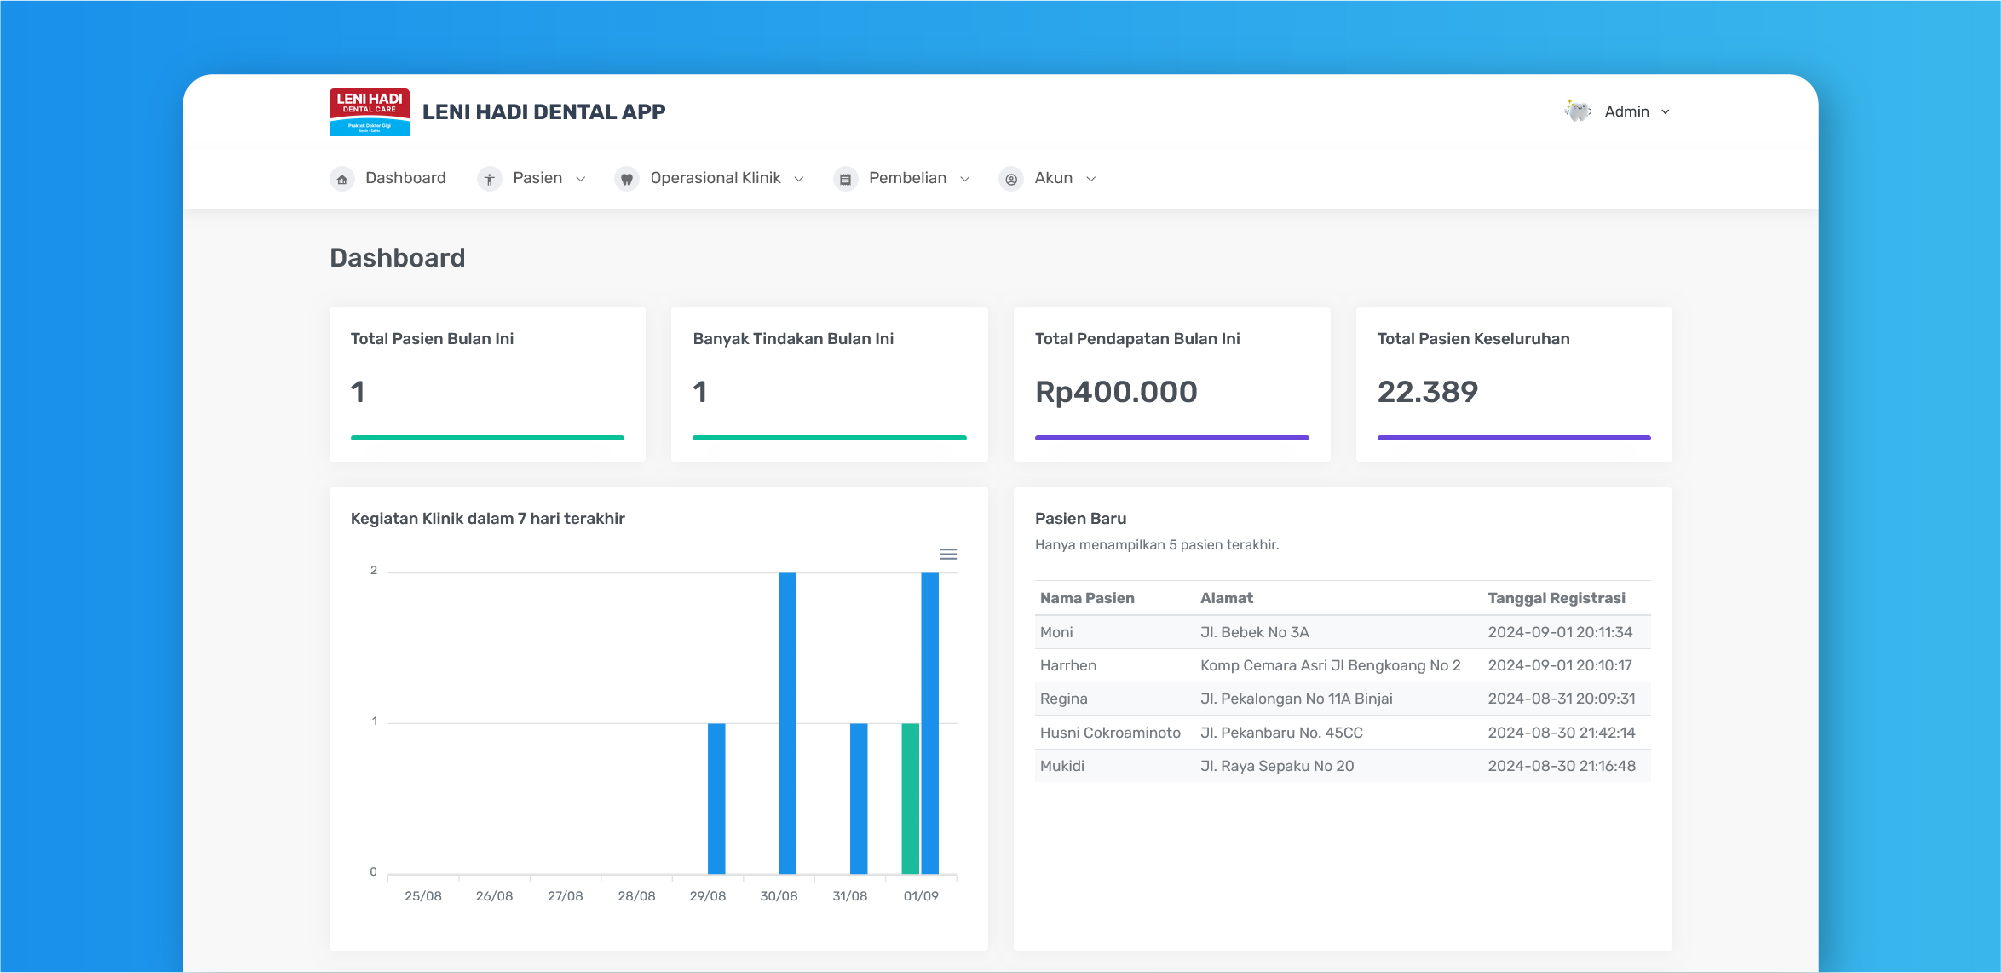 LENI HADI
DENTAL CARE
LENI HADI DENTAL APP
Admin
Dashboard
Pasien
Operasional Klinik
Pembelian
Akun
Dashboard
Total Pasien Bulan Ini
1
Banyak Tindakan Bulan Ini
1
Total Pendapatan Bulan Ini
Rp400.000
Total Pasien Keseluruhan
22.389
Kegiatan Klinik dalam 7 hari terakhir
2
1
0
25/08 26/08 27/08 28/08 29/08 30/08 31/08 01/09
Pasien Baru
Hanya menampilkan 5 pasien terakhir.
Nama Pasien Alamat Tanggal Registrasi
Moni Jl. Bebek No 3A 2024-09-01 20:11:34
Harrhen Komp Cemara Asri Jl Bengkoang No 2 2024-09-01 20:10:17
Regina Jl. Pekalongan No 11A Binjai 2024-08-31 20:09:31
Husni Cokroaminoto Jl. Pekanbaru No. 45CC 2024-08-30 21:42:14
Mukidi Jl. Raya Sepaku No 20 2024-08-30 21:16:48